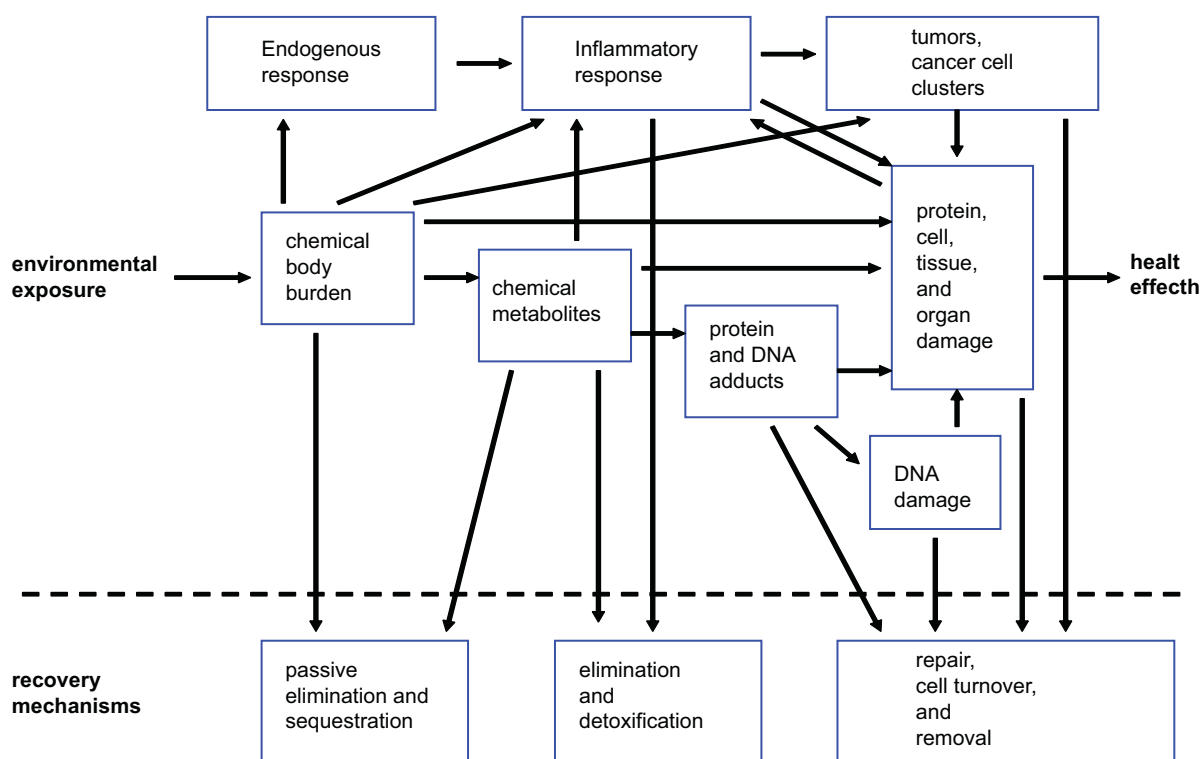 Endogenous
response
Inflammatory
response
tumors,
cancer cell
clusters
environmental
exposure
chemical
body
burden
chemical
metabolites
protein
and DNA
adducts
protein,
cell,
tissue,
and
organ
damage
healt
effecth
DNA
damage
recovery
mechanisms
passive
elimination and
sequestration
elimination
and
detoxification
repair,
cell turnover,
and
removal